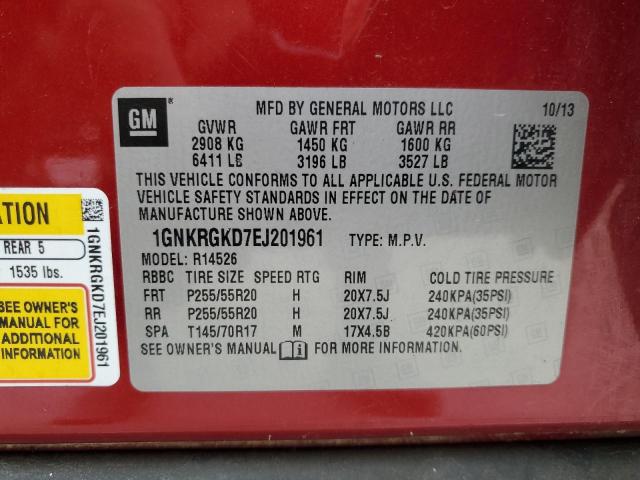 GM
MFD BY GENERAL MOTORS LLC 10/13
GVWR GAWR FRT GAWR RR
2908 KG 1450 KG 1600 KG
6411 LB 3196 LB 3527 LB
THIS VEHICLE CONFORMS TO ALL APPLICABLE U.S. FEDERAL MOTOR
VEHICLE SAFETY STANDARDS IN EFFECT ON THE DATE OF
MANUFACTURE SHOWN ABOVE.
1GNKRGKD7EJ201961 TYPE: M.P.V.
MODEL: R14526
RBBC TIRE SIZE SPEED RTG RIM COLD TIRE PRESSURE
FRT P255/55R20 H 20X7.5J 240KPA(35PSI)
RR P255/55R20 H 20X7.5J 240KPA(35PSI)
SPA T145/70R17 M 17X4.5B 420KPA(60PSI)
SEE OWNER'S MANUAL FOR MORE INFORMATION.
REAR 5
1535 lbs.
SEE OWNER'S
MANUAL FOR
ADDITIONAL
INFORMATION
1GNKRGKD7EJ201961